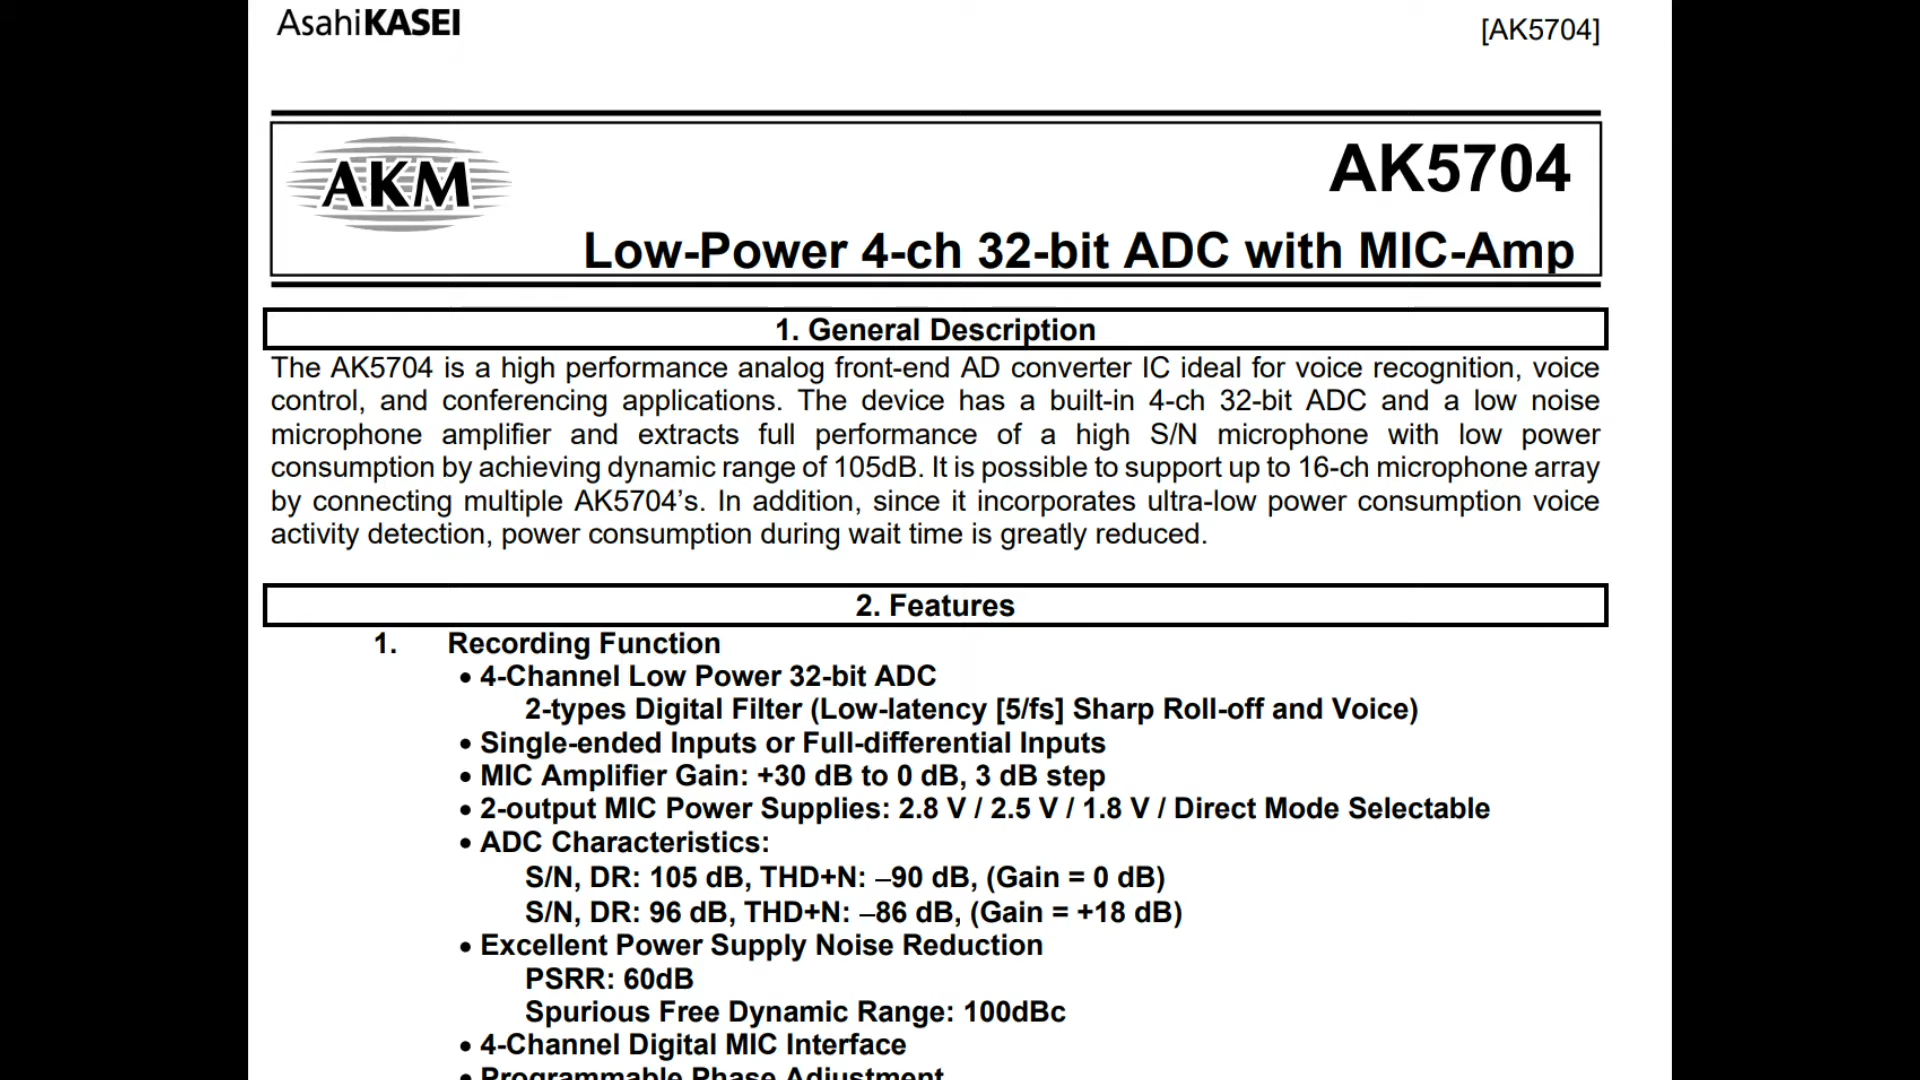 AsahiKASEI
[AK5704]
AKM
AK5704
Low-Power 4-ch 32-bit ADC with MIC-Amp
1. General Description
The AK5704 is a high performance analog front-end AD converter IC ideal for voice recognition, voice
control, and conferencing applications. The device has a built-in 4-ch 32-bit ADC and a low noise
microphone amplifier and extracts full performance of a high S/N microphone with low power
consumption by achieving dynamic range of 105dB. It is possible to support up to 16-ch microphone array
by connecting multiple AK5704’s. In addition, since it incorporates ultra-low power consumption voice
activity detection, power consumption during wait time is greatly reduced.
2. Features
1. Recording Function
• 4-Channel Low Power 32-bit ADC
2-types Digital Filter (Low-latency [5/fs] Sharp Roll-off and Voice)
• Single-ended Inputs or Full-differential Inputs
• MIC Amplifier Gain: +30 dB to 0 dB, 3 dB step
• 2-output MIC Power Supplies: 2.8 V / 2.5 V / 1.8 V / Direct Mode Selectable
• ADC Characteristics:
S/N, DR: 105 dB, THD+N: –90 dB, (Gain = 0 dB)
S/N, DR: 96 dB, THD+N: –86 dB, (Gain = +18 dB)
• Excellent Power Supply Noise Reduction
PSRR: 60dB
Spurious Free Dynamic Range: 100dBc
• 4-Channel Digital MIC Interface
• Programmable Phase Adjustment